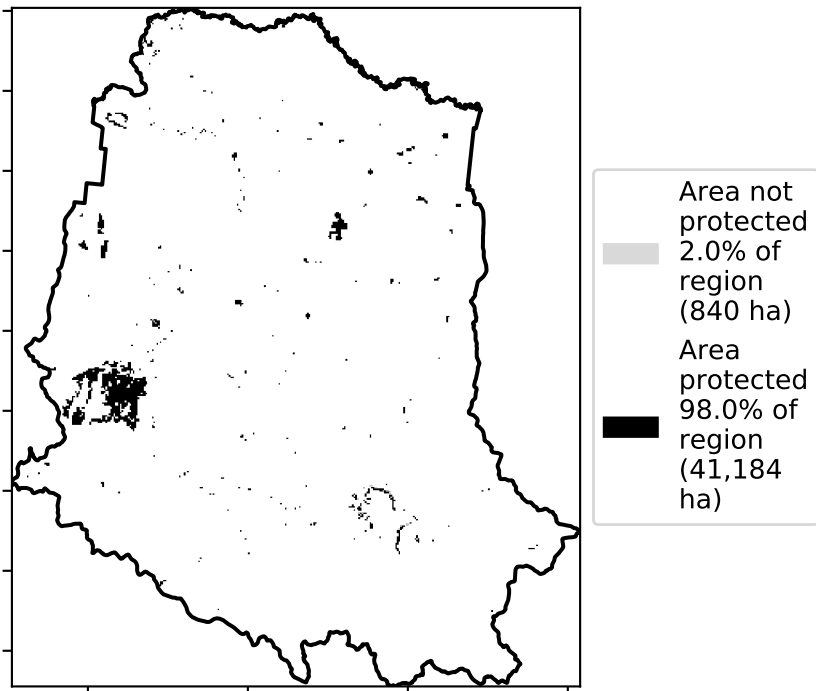 Area not
protected
2.0% of
region
(840 ha)
Area
protected
98.0% of
region
(41,184
ha)